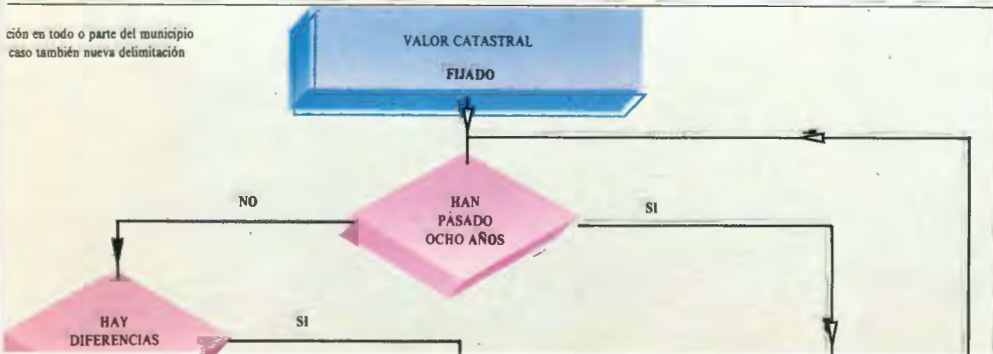 ción en todo o parte del municipio
caso también nueva delimitación
VALOR CATASTRAL
FIJADO
HAN
PASADO
OCHO AÑOS
NO
SI
HAY
DIFERENCIAS
SI